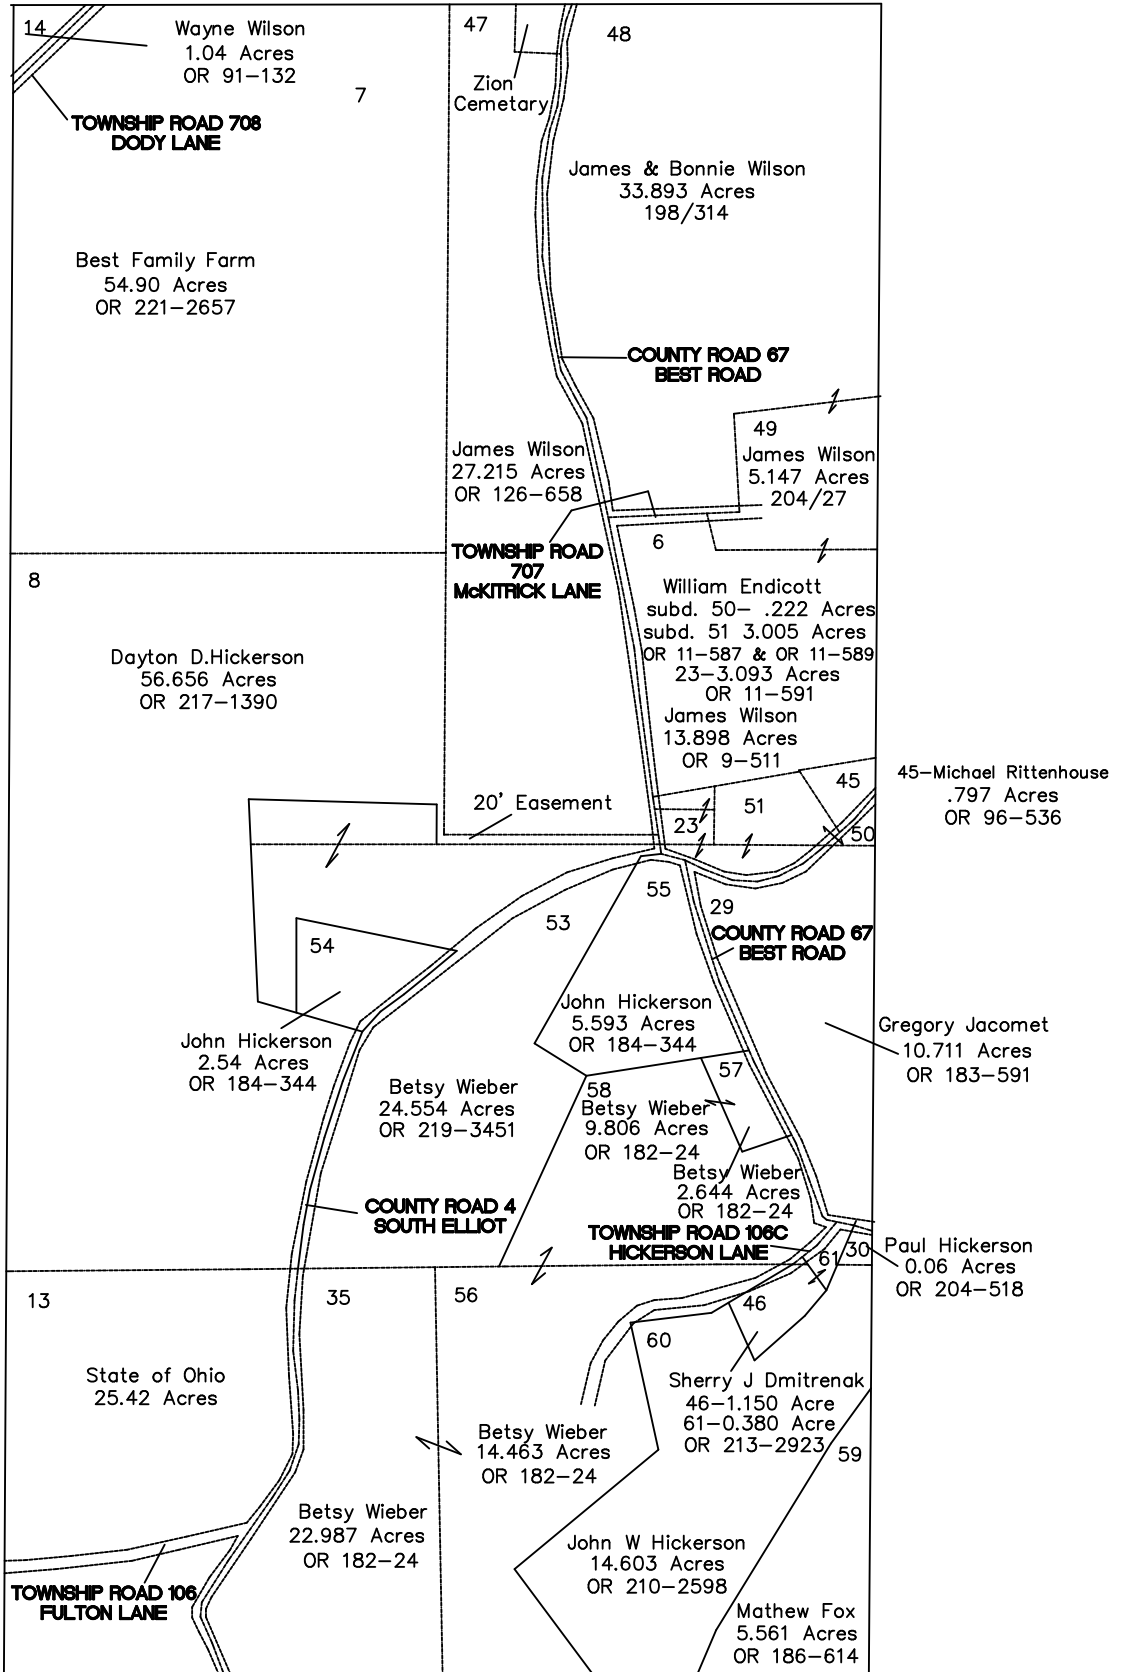 14
Wayne Wilson
1.04 Acres
OR 91-132
7
TOWNSHIP ROAD 708
DODY LANE
47
48
Zion
Cemetary
James & Bonnie Wilson
33.893 Acres
198/314
Best Family Farm
54.90 Acres
OR 221-2657
COUNTY ROAD 67
BEST ROAD
49
James Wilson
5.147 Acres
204/27
James Wilson
27.215 Acres
OR 126-658
TOWNSHIP ROAD
707
McKITRICK LANE
6
8
William Endicott
subd. 50- .222 Acres
subd. 51 3.005 Acres
OR 11-587 & OR 11-589
23-3.093 Acres
OR 11-591
James Wilson
13.898 Acres
OR 9-511
Dayton D.Hickerson
56.656 Acres
OR 217-1390
45
45-Michael Rittenhouse
.797 Acres
OR 96-536
20' Easement
23
51
50
55
29
53
54
COUNTY ROAD 67
BEST ROAD
John Hickerson
2.54 Acres
OR 184-344
John Hickerson
5.593 Acres
OR 184-344
Gregory Jacomet
10.711 Acres
OR 183-591
Betsy Wieber
24.554 Acres
OR 219-3451
58
Betsy Wieber
9.806 Acres
OR 182-24
57
Betsy Wieber
2.644 Acres
OR 182-24
COUNTY ROAD 4
SOUTH ELLIOT
TOWNSHIP ROAD 106C
HICKERSON LANE
61
30
Paul Hickerson
0.06 Acres
OR 204-518
13
35
56
46
60
State of Ohio
25.42 Acres
Sherry J Dmitrenak
46-1.150 Acre
61-0.380 Acre
OR 213-2923
Betsy Wieber
14.463 Acres
OR 182-24
59
Betsy Wieber
22.987 Acres
OR 182-24
John W Hickerson
14.603 Acres
OR 210-2598
TOWNSHIP ROAD 106
FULTON LANE
Mathew Fox
5.561 Acres
OR 186-614